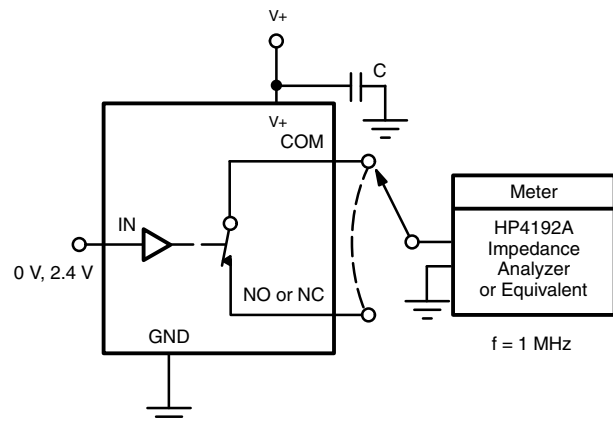 V+
C
V+
COM
IN
0 V, 2.4 V
NO or NC
GND
Meter
HP4192A
Impedance
Analyzer
or Equivalent
f = 1 MHz